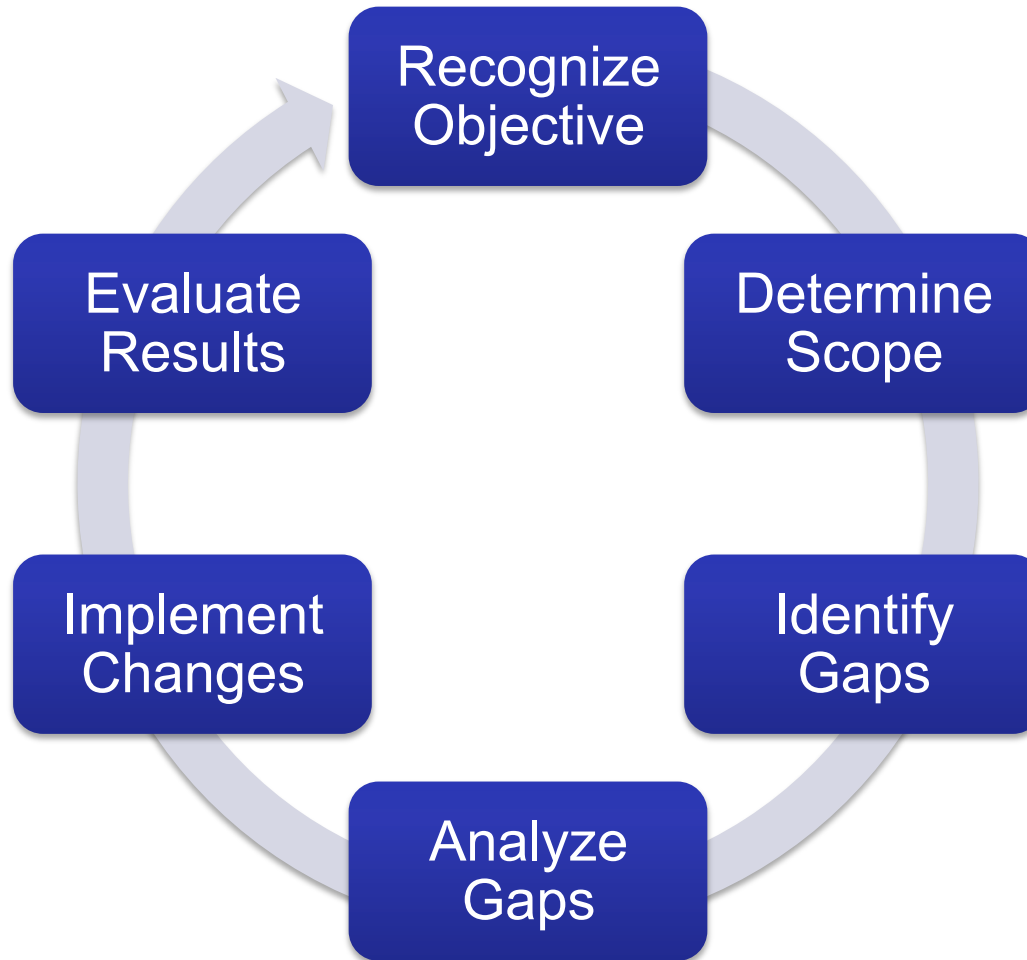 Recognize
Objective
Determine
Scope
Identify
Gaps
Analyze
Gaps
Implement
Changes
Evaluate
Results